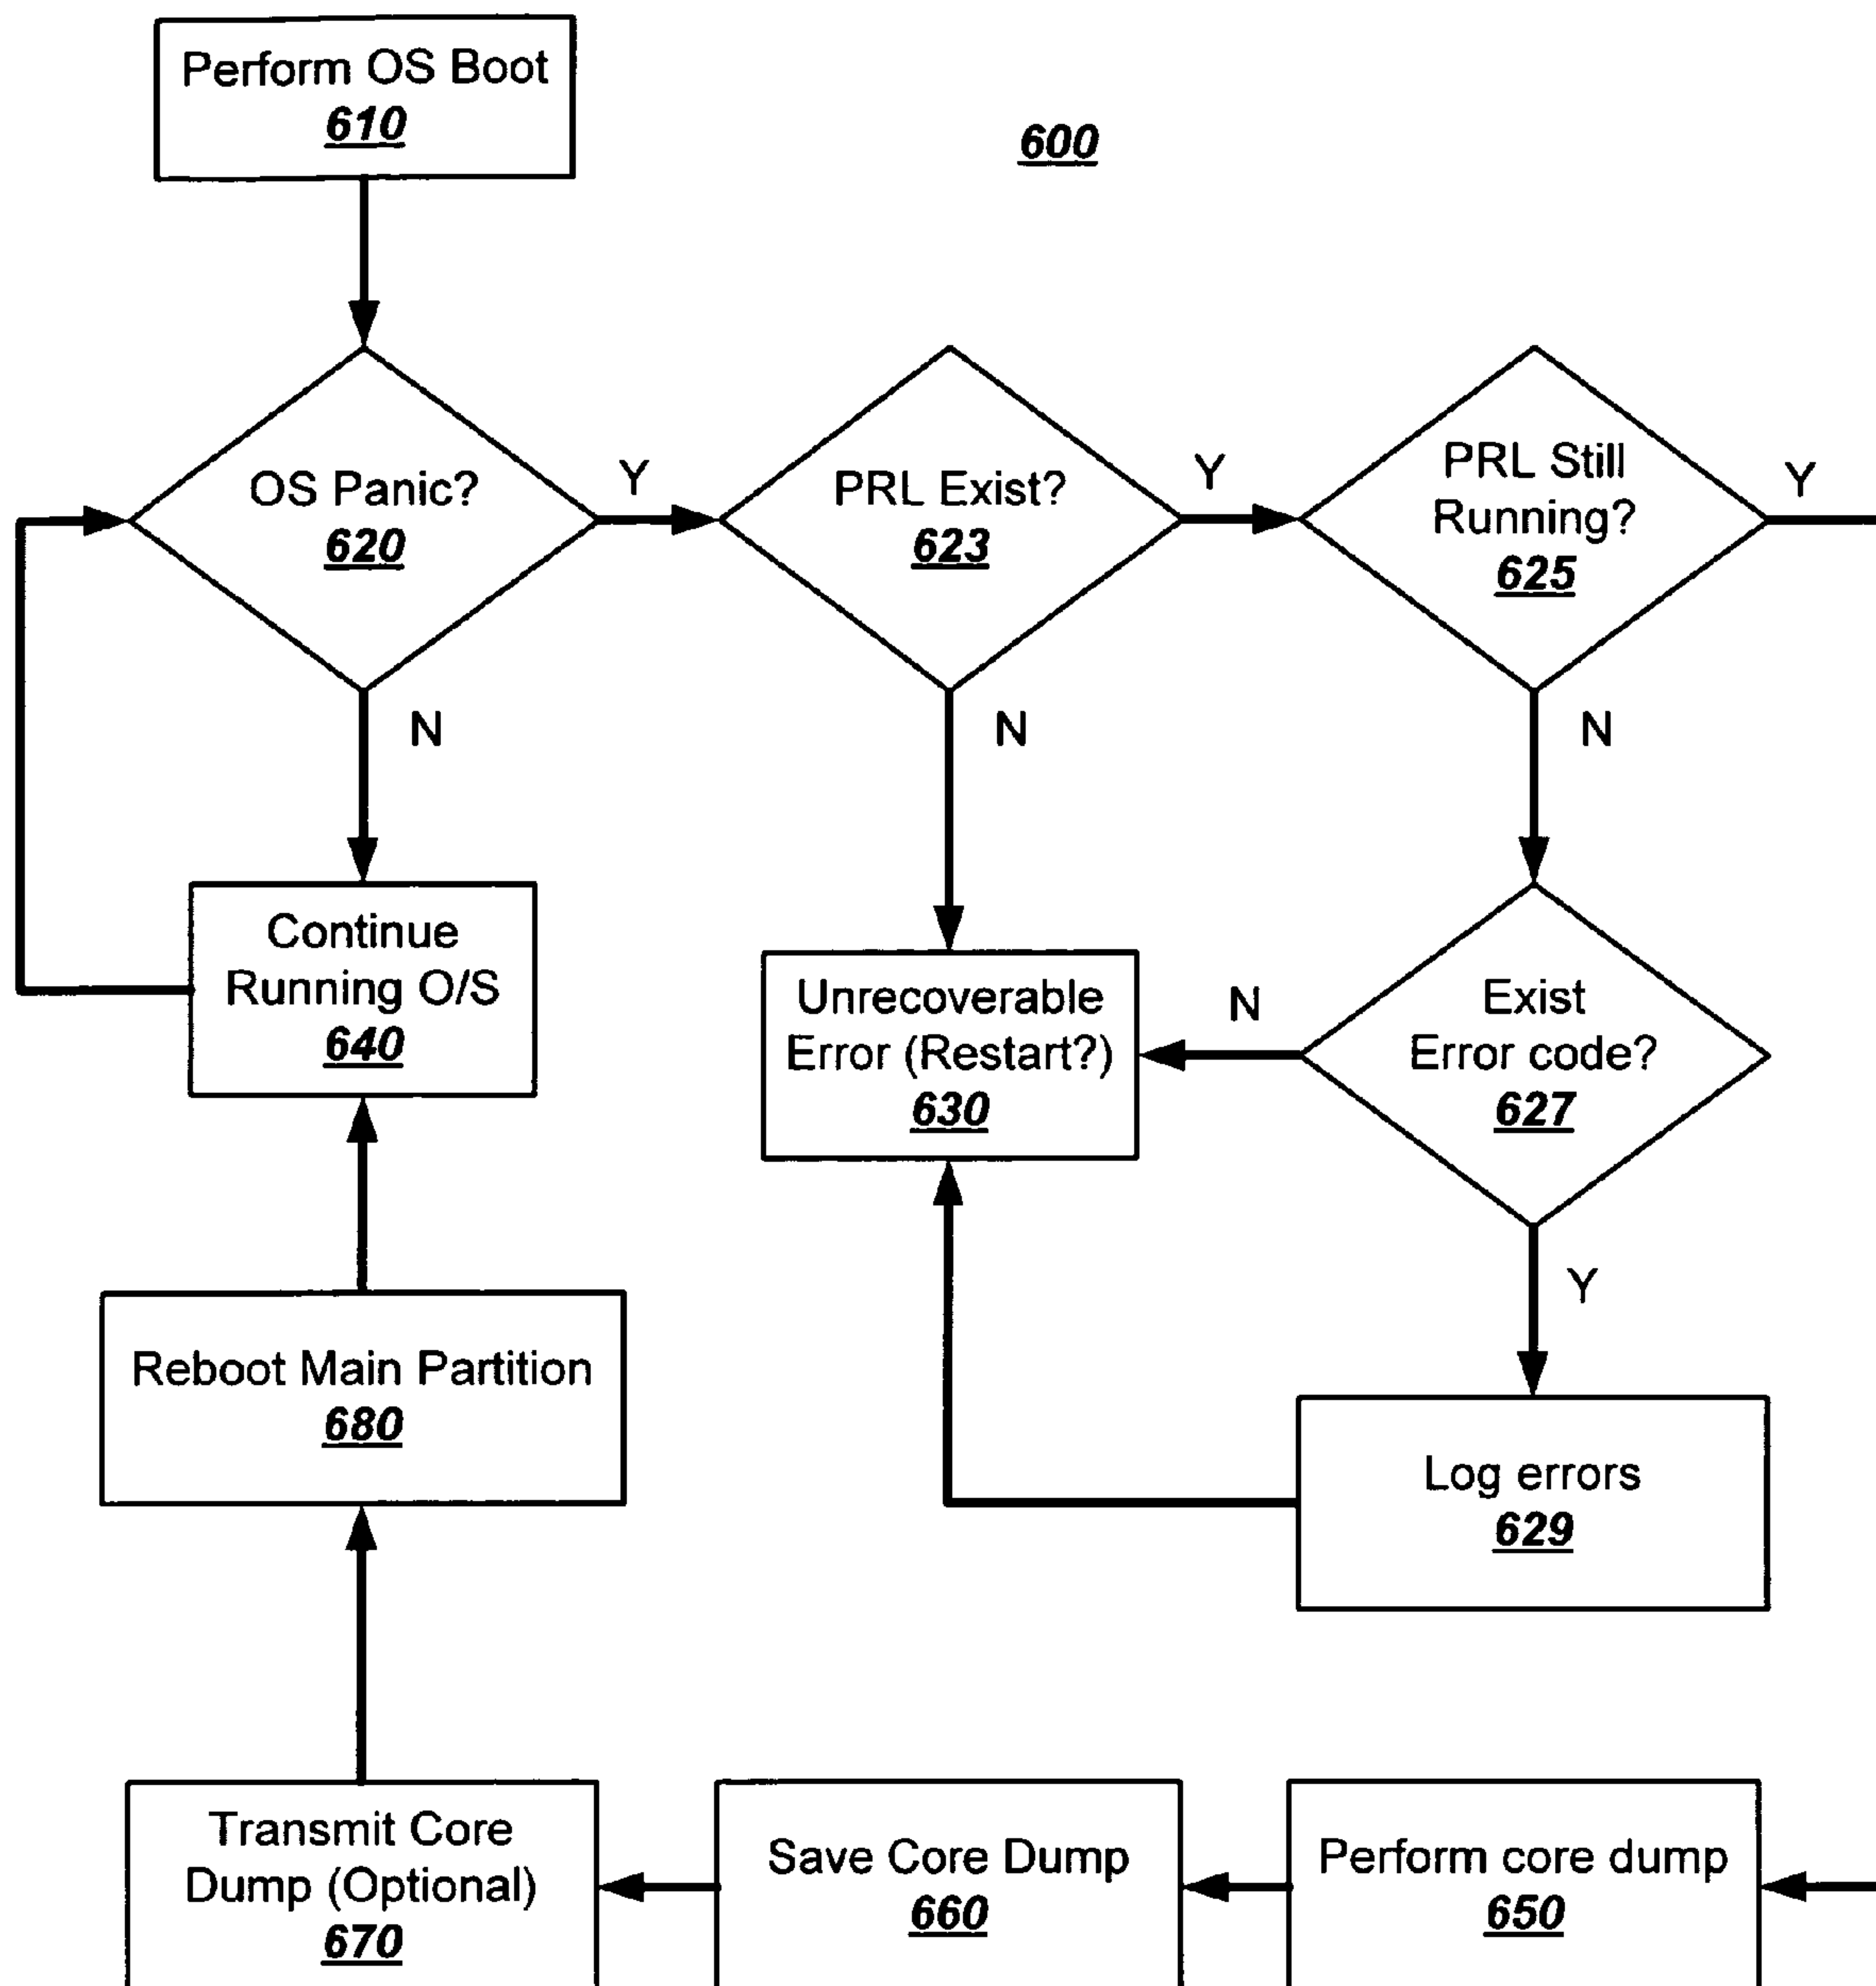 Perform OS Boot
610
600
OS Panic?
620
Y
PRL Exist?
623
Y
PRL Still
Running?
625
Y
N
N
N
Continue
Running O/S
640
Unrecoverable
Error (Restart?)
630
N
Exist
Error code?
627
Y
Reboot Main Partition
680
Log errors
629
Transmit Core
Dump (Optional)
670
Save Core Dump
660
Perform core dump
650